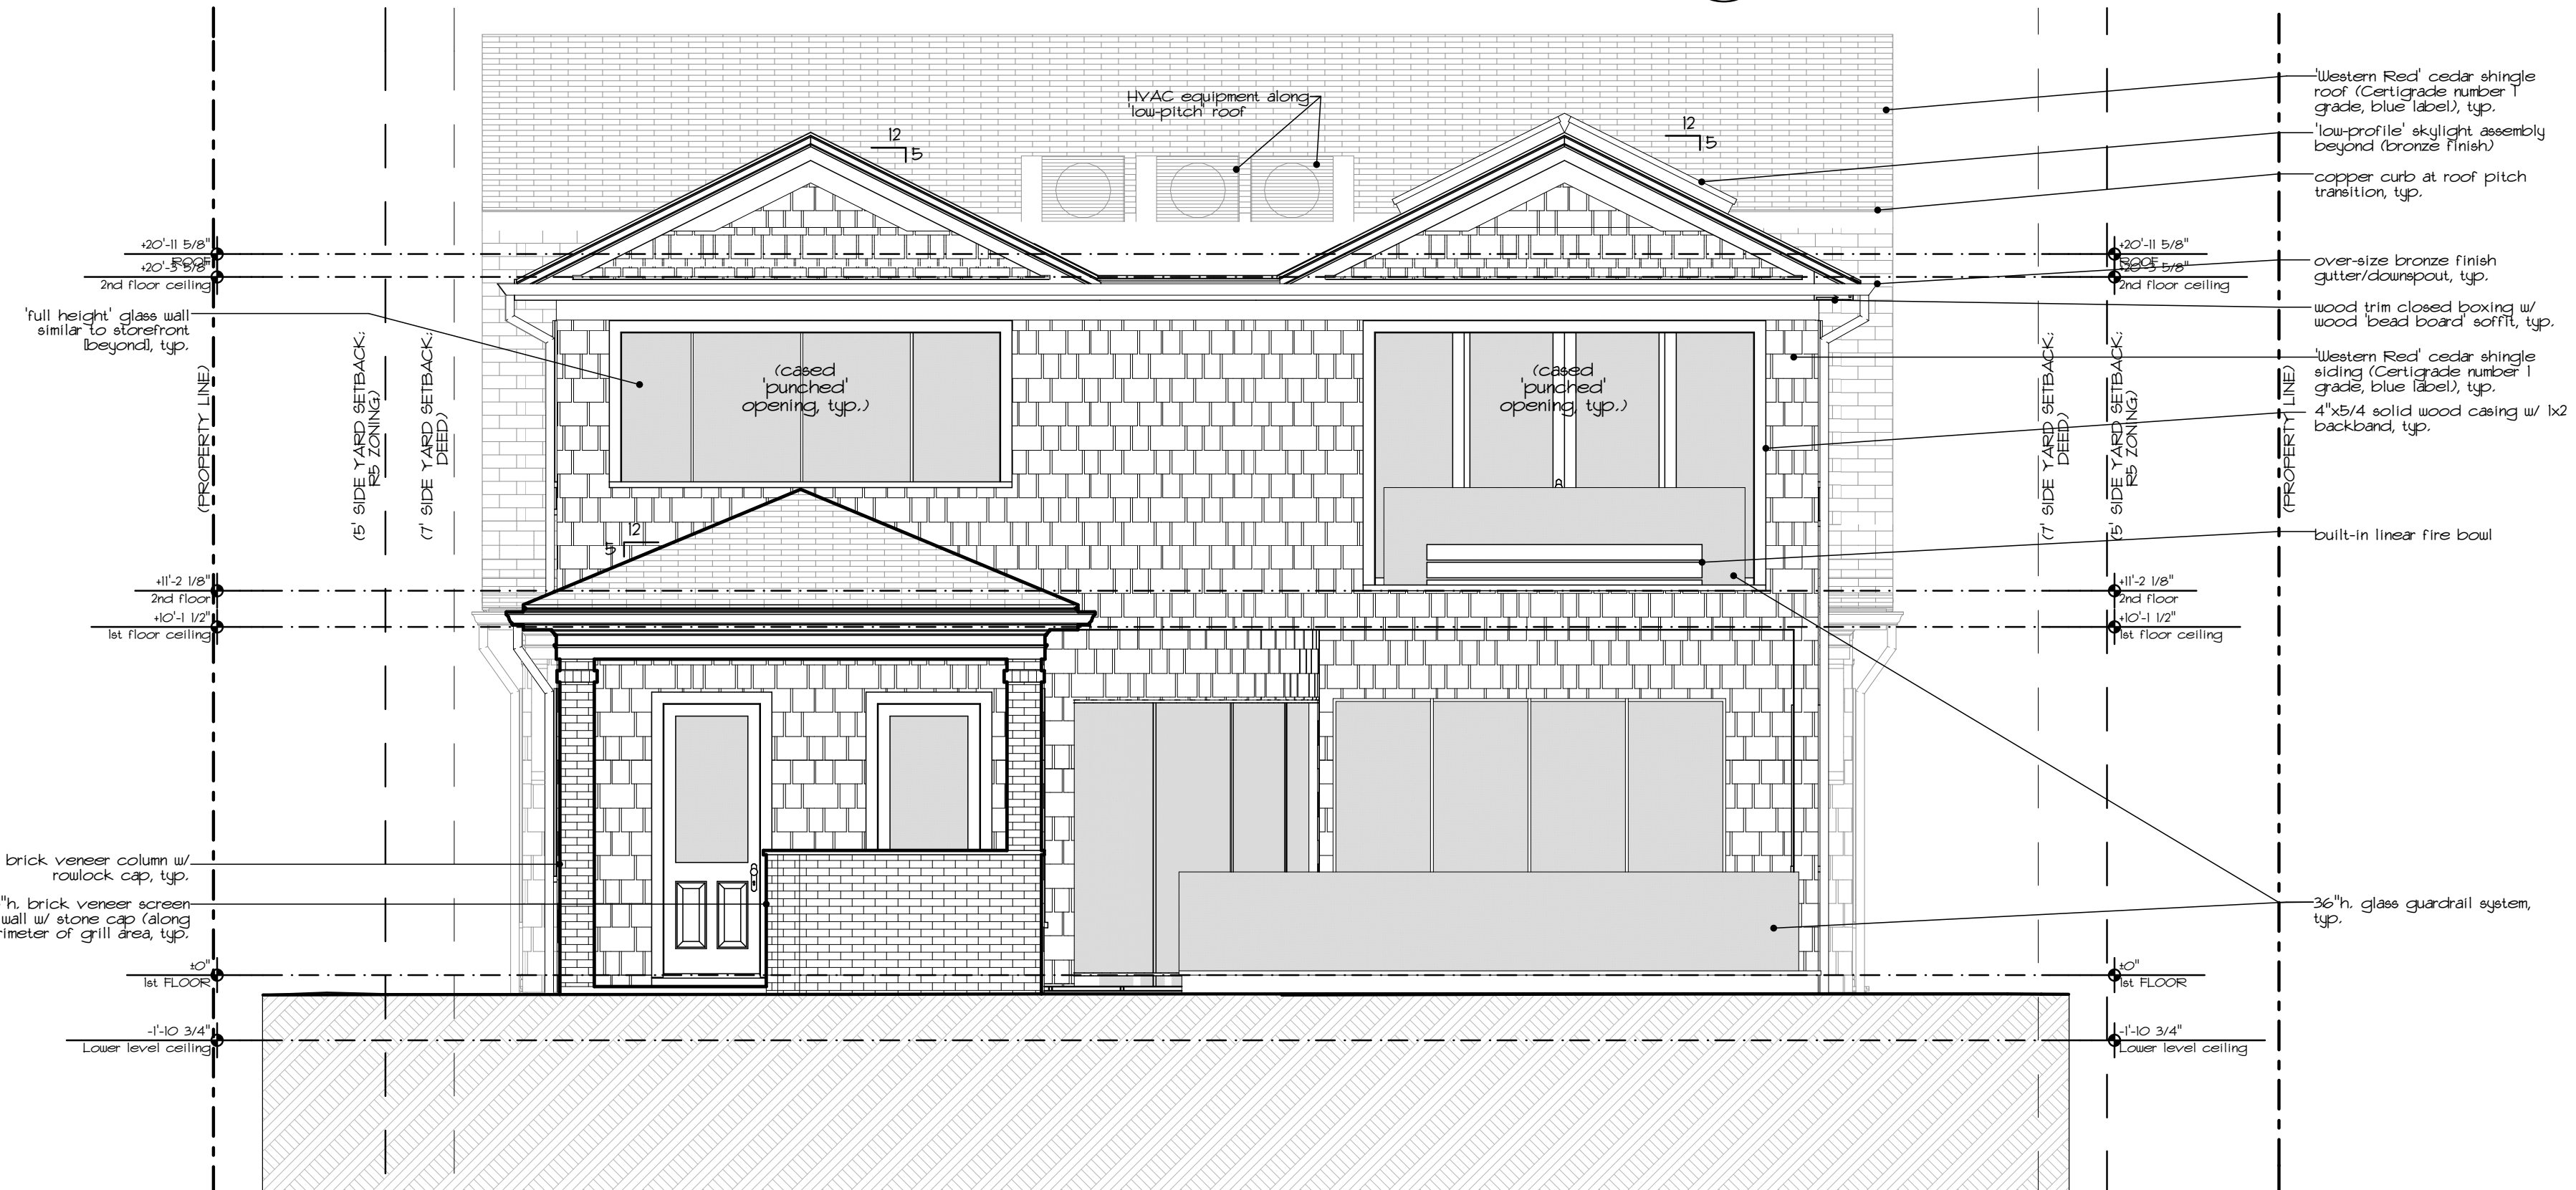 HVAC equipment along
'low-pitch' roof
12
5
12
5
'Western Red' cedar shingle
roof (Certigrade number 1
grade, blue label), typ.
'low-profile' skylight assembly
beyond (bronze finish)
copper curb at roof pitch
transition, typ.
+20'-11 5/8"
ROOF
+20'-3 5/8"
2nd floor ceiling
+20'-11 5/8"
ROOF
+20'-3 5/8"
2nd floor ceiling
over-size bronze finish
gutter/downspout, typ.
'full height' glass wall
similar to storefront
[beyond], typ.
wood trim closed boxing w/
wood 'bead board' soffit, typ.
(PROPERTY LINE)
(5' SIDE YARD SETBACK;
R5 ZONING)
(7' SIDE YARD SETBACK;
DEED)
(cased
'punched'
opening, typ.)
(cased
'punched'
opening, typ.)
(7' SIDE YARD SETBACK;
DEED)
(5' SIDE YARD SETBACK;
R5 ZONING)
(PROPERTY LINE)
'Western Red' cedar shingle
siding (Certigrade number 1
grade, blue label), typ.
4"x5/4 solid wood casing w/ 1x2
backband, typ.
12
5
built-in linear fire bowl
+11'-2 1/8"
2nd floor
+10'-1 1/2"
1st floor ceiling
+11'-2 1/8"
2nd floor
+10'-1 1/2"
1st floor ceiling
brick veneer column w/
rowlock cap, typ.
"h. brick veneer screen
wall w/ stone cap (along
rimeter of grill area, typ.
36"h. glass guardrail system,
typ.
±0"
1st FLOOR
±0"
1st FLOOR
-1'-10 3/4"
Lower level ceiling
-1'-10 3/4"
Lower level ceiling